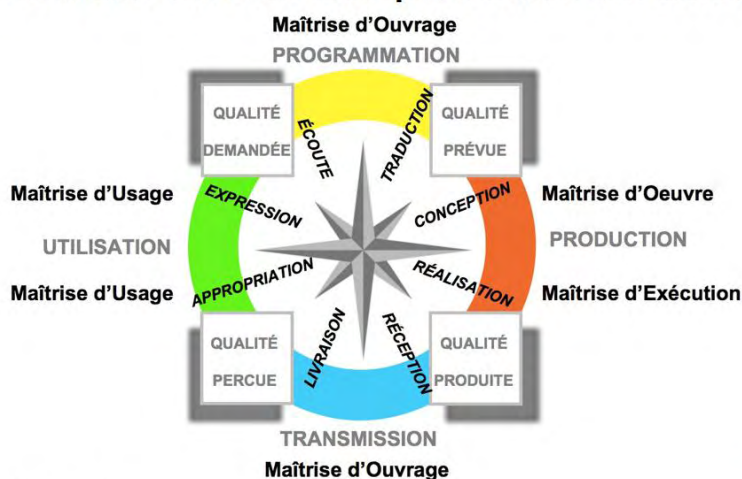 Maîtrise d'Ouvrage
PROGRAMMATION
QUALITÉ
DEMANDÉE
ÉCOUTE
TRADUCTION
QUALITÉ
PRÉVUE
Maîtrise d'Usage
EXPRESSION
CONCEPTION
Maîtrise d'Oeuvre
UTILISATION
PRODUCTION
Maîtrise d'Usage
APPROPRIATION
RÉALISATION
Maîtrise d'Exécution
QUALITÉ
PERCUE
LIVRAISON
RÉCEPTION
QUALITÉ
PRODUITE
TRANSMISSION
Maîtrise d'Ouvrage